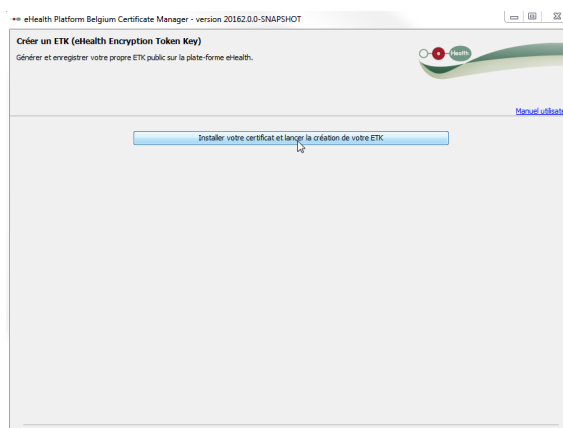 eHealth Platform Belgium Certificate Manager - version 20162.0.0-SNAPSHOT
Créer un ETK (eHealth Encryption Token Key)
Générer et enregistrer votre propre ETK public sur la plate-forme eHealth.
Health
Manuel utilisate
Installer votre certificat et lancer la création de votre ETK